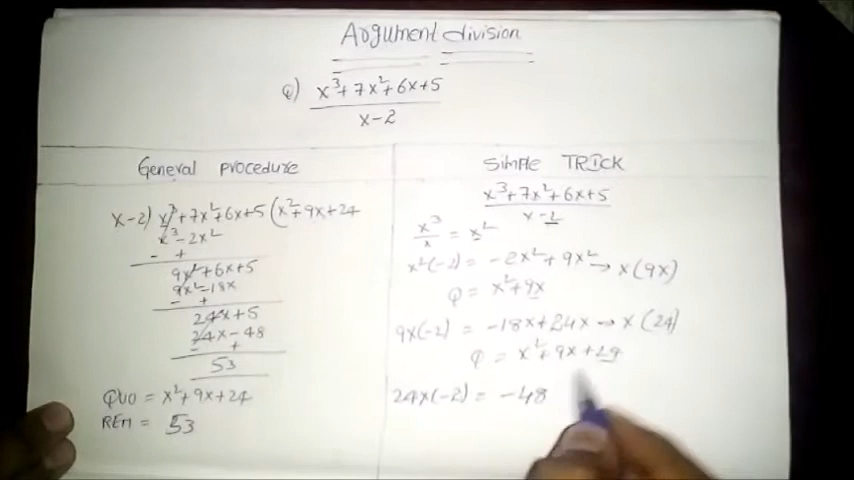 Argument division
Q) x³+7x²+6x+5
x-2
General procedure
x-2) x³+7x²+6x+5 (x²+9x+24
x³-2x²
- +
9x²+6x+5
9x²-18x
- +
24x+5
24x-48
- +
53
QUO = x²+9x+24
REM = 53
Simple TRICK
x³+7x²+6x+5
x-2
x³/x = x²
x²(-2) = -2x²+9x² → x(9x)
Q = x²+9x
9x(-2) = -18x+24x → x(24)
Q = x²+9x+24
24x(-2) = -48